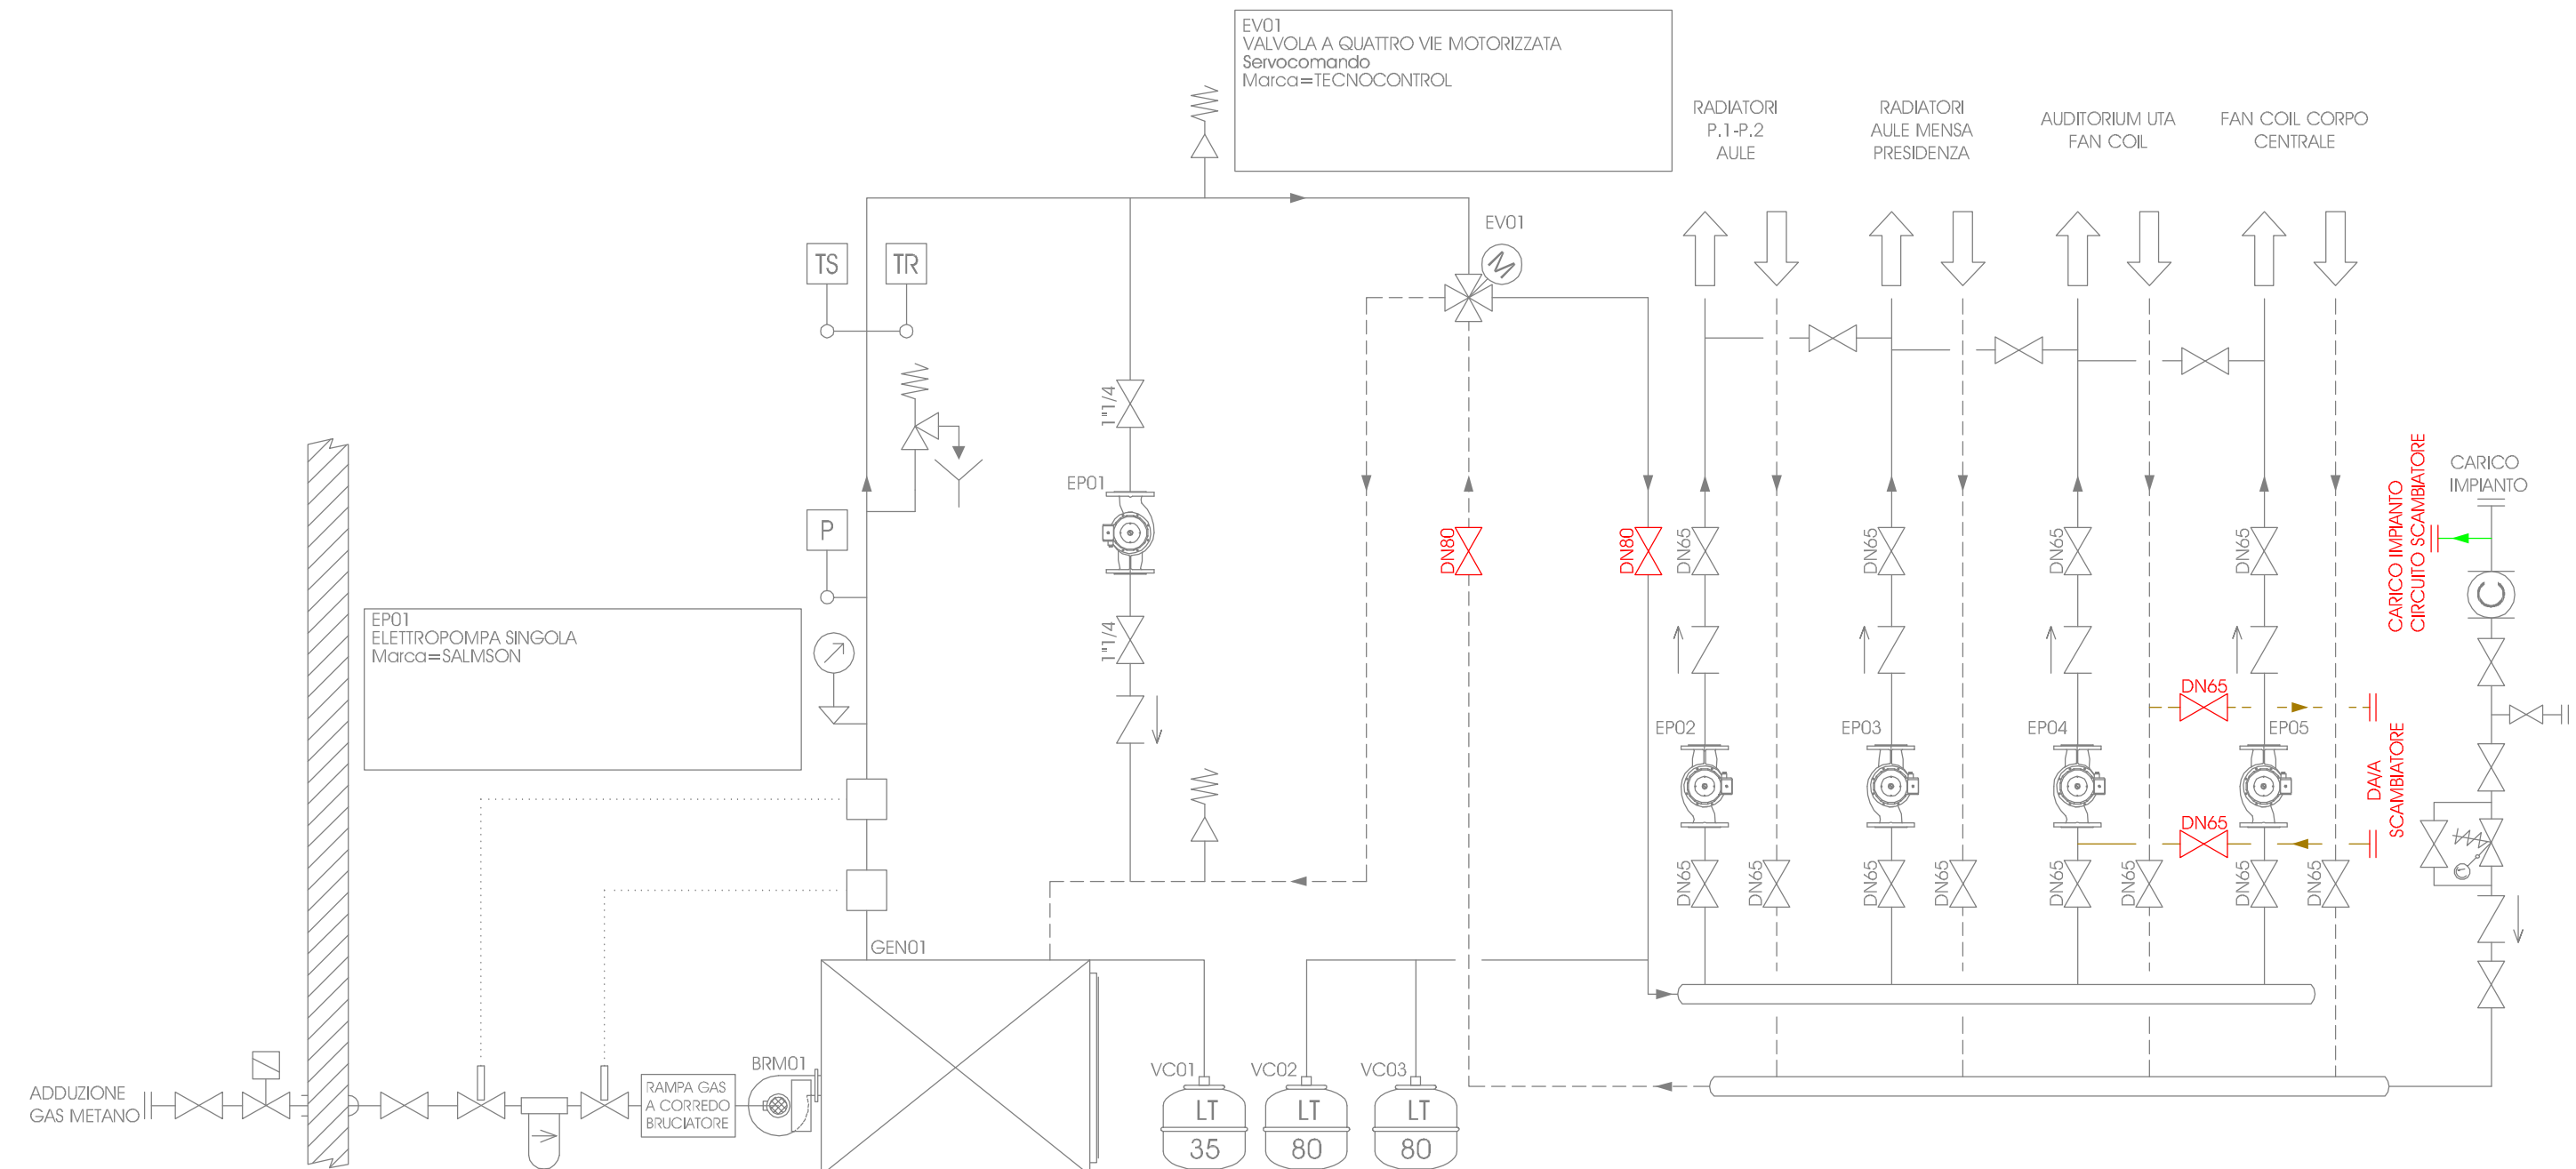 EV01
VALVOLA A QUATTRO VIE MOTORIZZATA
Servocomando
Marca=TECNOCONTROL
RADIATORI
P.1-P.2
AULE
RADIATORI
AULE MENSA
PRESIDENZA
AUDITORIUM UTA
FAN COIL
FAN COIL CORPO
CENTRALE
EV01
M
TS
TR
1"1/4
EP01
P
1"1/4
EP01
ELETTROPOMPA SINGOLA
Marca=SALMSON
DN80
DN80
DN65
DN65
DN65
DN65
CARICO IMPIANTO
CIRCUITO SCAMBIATORE
CARICO
IMPIANTO
C
DN65
EP02
EP03
EP04
EP05
DA/A
SCAMBIATORE
DN65
DN65
DN65
DN65
DN65
DN65
DN65
DN65
DN65
GEN01
BRM01
ADDUZIONE
GAS METANO
RAMPA GAS
A CORREDO
BRUCIATORE
VC01
LT
35
VC02
LT
80
VC03
LT
80